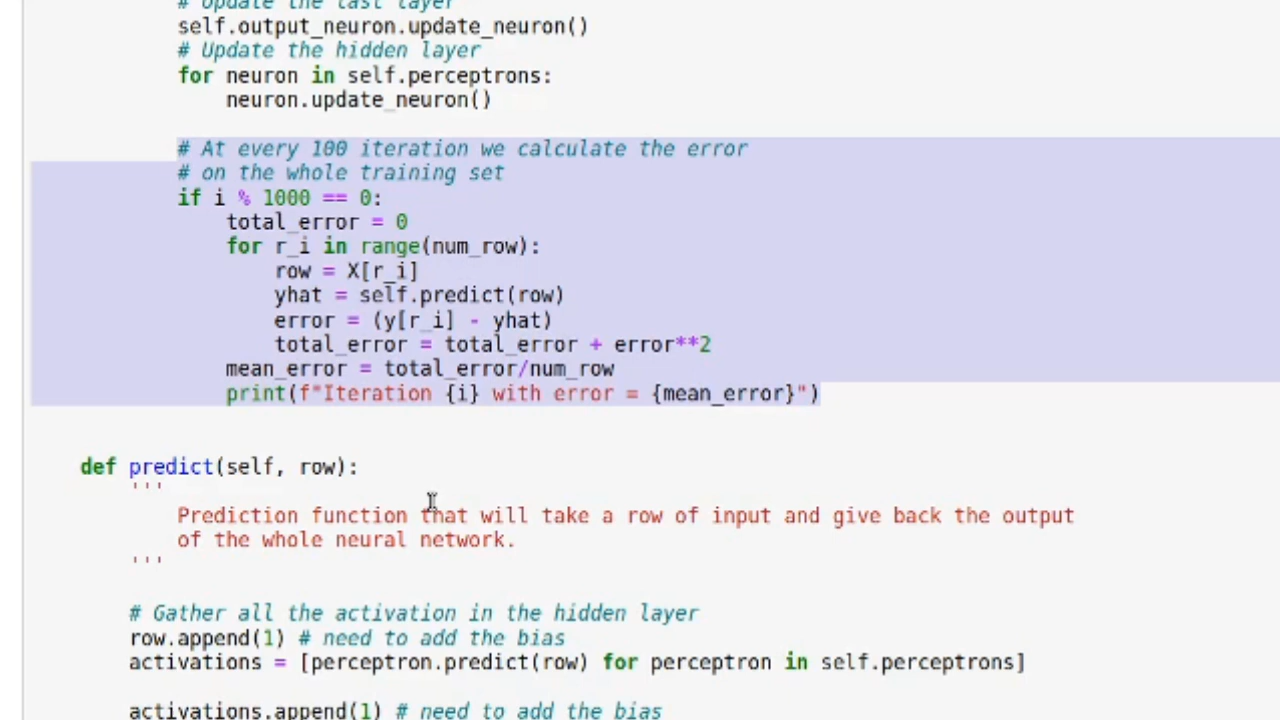 # Update the last layer
self.output_neuron.update_neuron()
# Update the hidden layer
for neuron in self.perceptrons:
neuron.update_neuron()
# At every 100 iteration we calculate the error
# on the whole training set
if i % 1000 == 0:
total_error = 0
for r_i in range(num_row):
row = X[r_i]
yhat = self.predict(row)
error = (y[r_i] - yhat)
total_error = total_error + error**2
mean_error = total_error/num_row
print(f"Iteration {i} with error = {mean_error}")
def predict(self, row):
'''
Prediction function that will take a row of input and give back the output
of the whole neural network.
'''
# Gather all the activation in the hidden layer
row.append(1) # need to add the bias
activations = [perceptron.predict(row) for perceptron in self.perceptrons]
activations.append(1) # need to add the bias